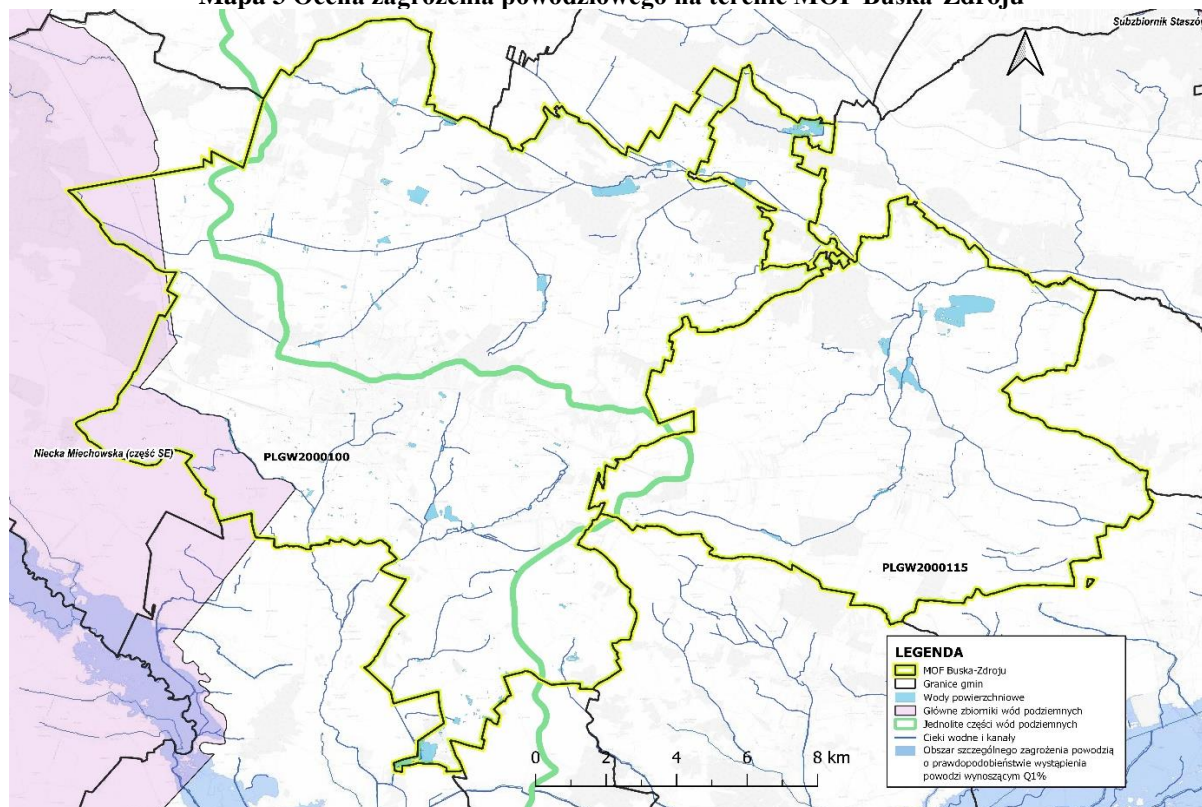 Mapa 5 Ocena zagrożenia powodziowego na terenie MOF Buska-Zdroju
Subzbiornik Staszów
Niecka Miechowska (część SE)
PLGW2000100
PLGW2000115
LEGENDA
MOF Buska-Zdroju
Granice gmin
Wody powierzchniowe
Główne zbiorniki wód podziemnych
Jednolite części wód podziemnych
Cieki wodne i kanały
Obszar szczególnego zagrożenia powodzią
o prawdopodobieństwie wystąpienia
powodzi wynoszącym Q1%
0 2 4 6 8 km